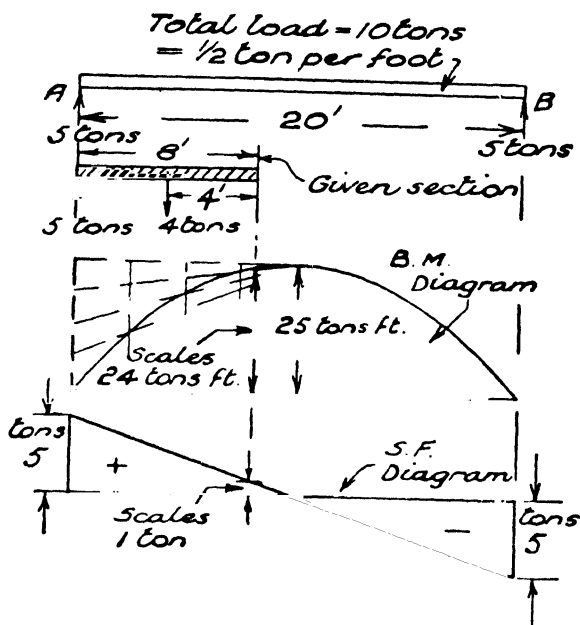 Total load = 10 tons
= 1/2 ton per foot
A
B
20'
5 tons
5 tons
8'
4'
Given section
5 tons 4 tons
B.M.
Diagram
25 tons ft.
Scales
24 tons ft.
tons
5
+
S.F.
Diagram
Scales
1 ton
-
tons
5